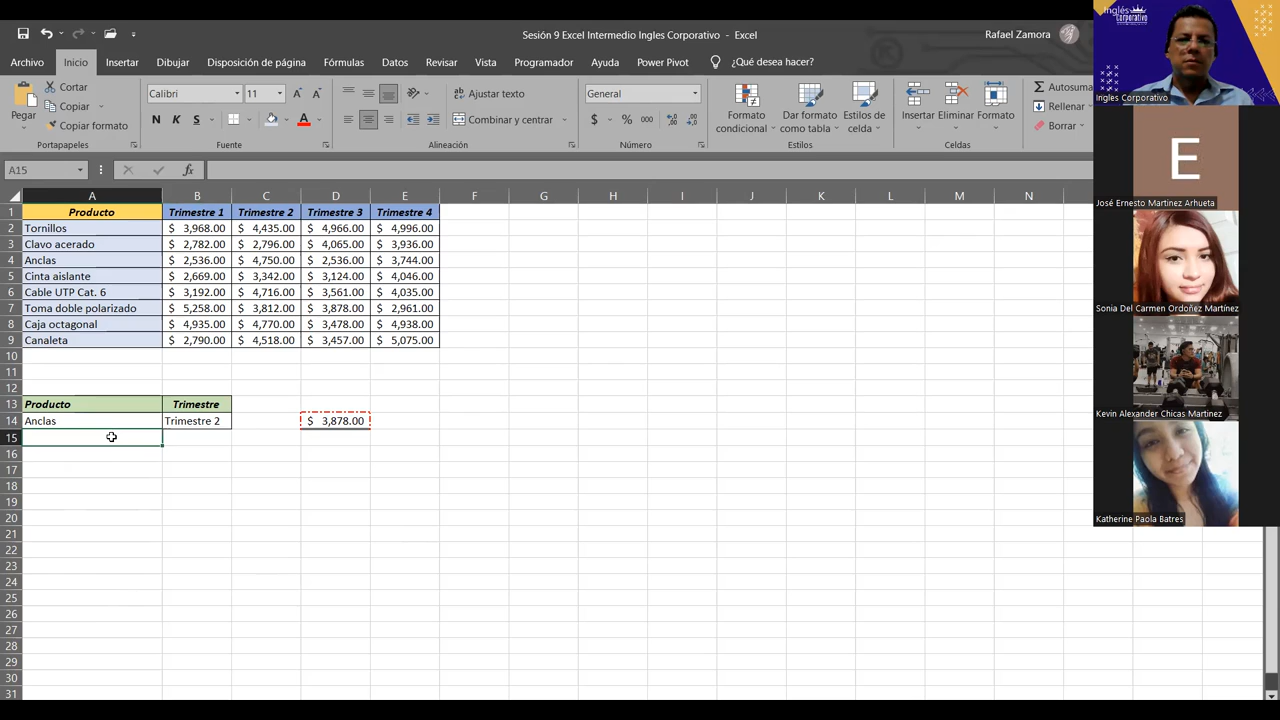 Sesión 9 Excel Intermedio Ingles Corporativo - Excel
Rafael Zamora
Archivo Inicio Insertar Dibujar Disposición de página Fórmulas Datos Revisar Vista Programador Ayuda Power Pivot ¿Qué desea hacer?
Pegar
Cortar
Copiar
Copiar formato
Portapapeles
Calibri 11
N K S
Fuente
Ajustar texto
Combinar y centrar
Alineación
General
$ % 000
Número
Formato condicional
Dar formato como tabla
Estilos de celda
Estilos
Insertar Eliminar Formato
Celdas
Autosuma
Rellenar
Borrar
A15 fx
A B C D E F G H I J K L M N
1 Producto Trimestre 1 Trimestre 2 Trimestre 3 Trimestre 4
2 Tornillos $ 3,968.00 $ 4,435.00 $ 4,966.00 $ 4,996.00
3 Clavo acerado $ 2,782.00 $ 2,796.00 $ 4,065.00 $ 3,936.00
4 Anclas $ 2,536.00 $ 4,750.00 $ 2,536.00 $ 3,744.00
5 Cinta aislante $ 2,669.00 $ 3,342.00 $ 3,124.00 $ 4,046.00
6 Cable UTP Cat. 6 $ 3,192.00 $ 4,716.00 $ 3,561.00 $ 4,035.00
7 Toma doble polarizado $ 5,258.00 $ 3,812.00 $ 3,878.00 $ 2,961.00
8 Caja octagonal $ 4,935.00 $ 4,770.00 $ 3,478.00 $ 4,938.00
9 Canaleta $ 2,790.00 $ 4,518.00 $ 3,457.00 $ 5,075.00
10
11
12
13 Producto Trimestre
14 Anclas Trimestre 2 $ 3,878.00
15
16
17
18
19
20
21
22
23
24
25
26
27
28
29
30
31
Inglés Corporativo
Ingles Corporativo
E
José Ernesto Martinez Arhueta
Sonia Del Carmen Ordoñez Martínez
Kevin Alexander Chicas Martinez
Katherine Paola Batres